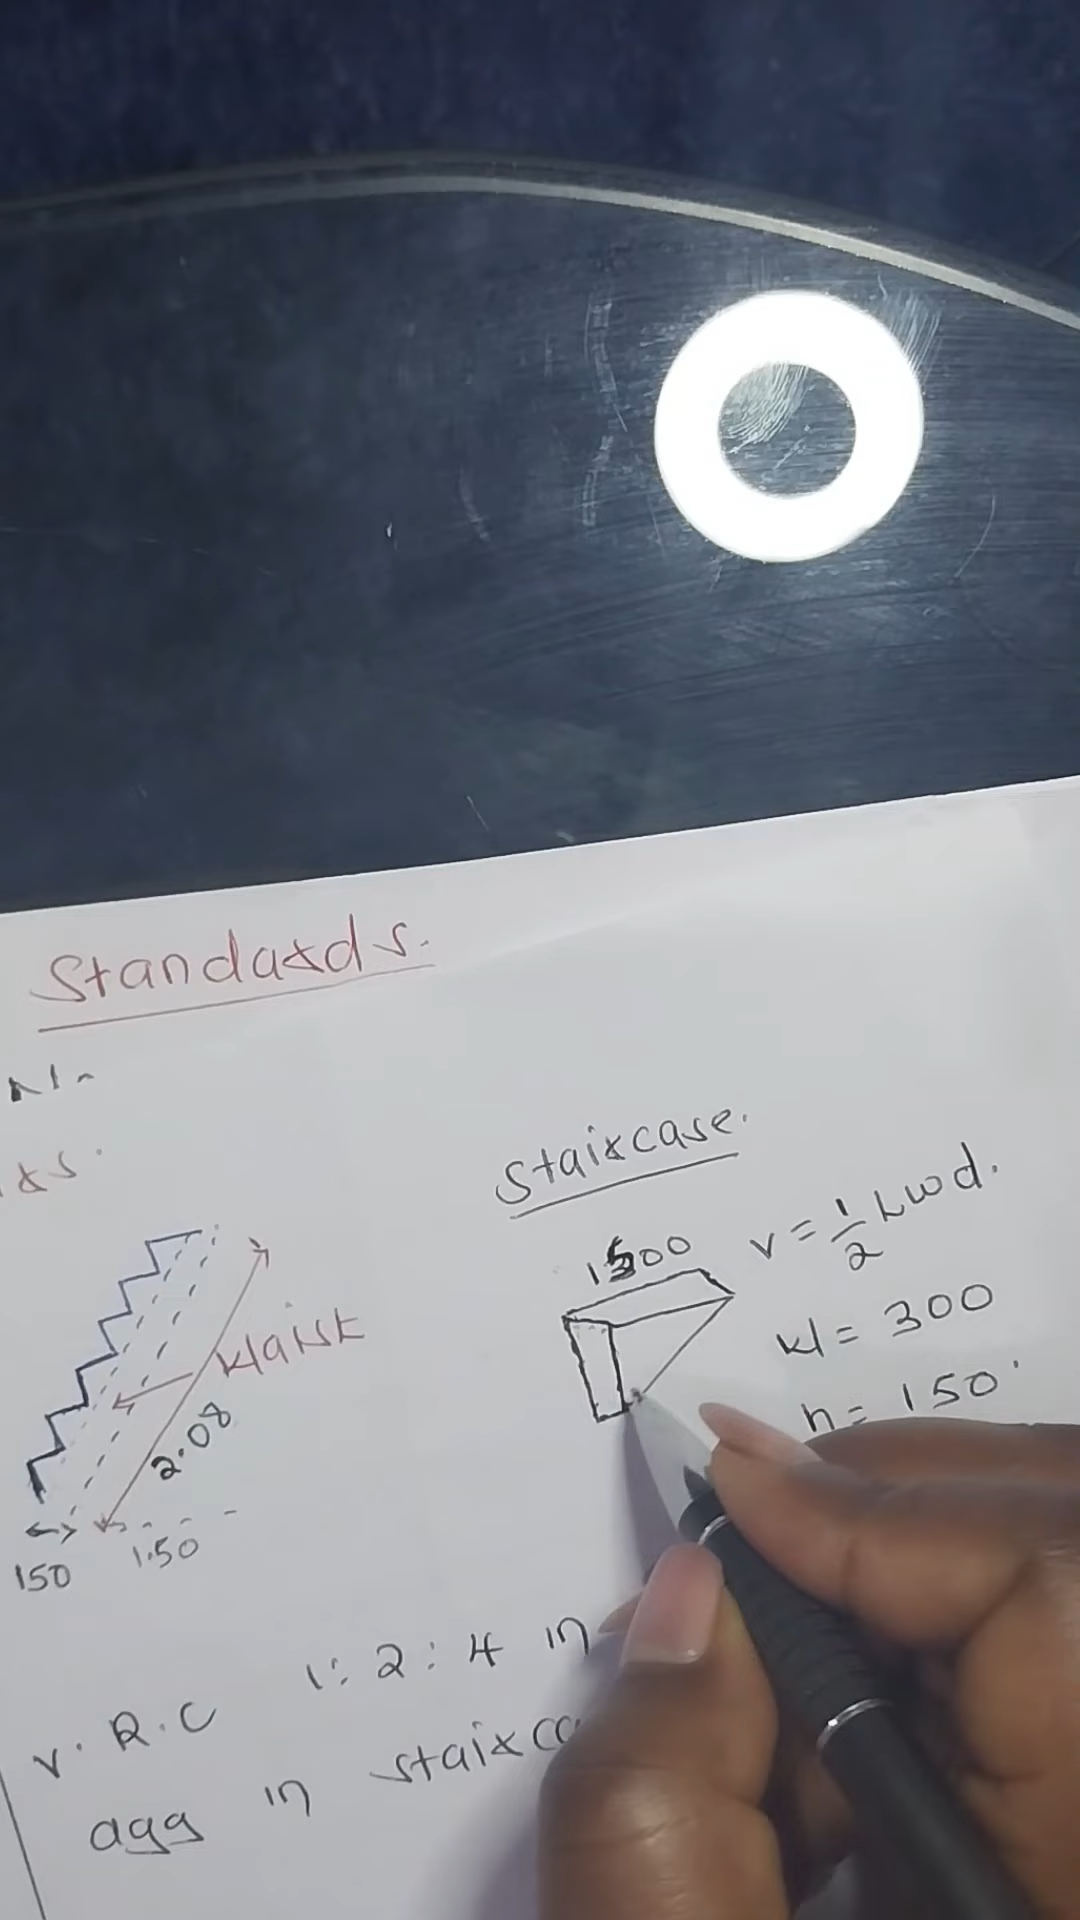 Standards.
Staircase.
1500
v = 1/2 Lwd.
W = 300
h = 150
waist
2.08
150
1.50
V.R.C 1:2:4 in
agg in stairca